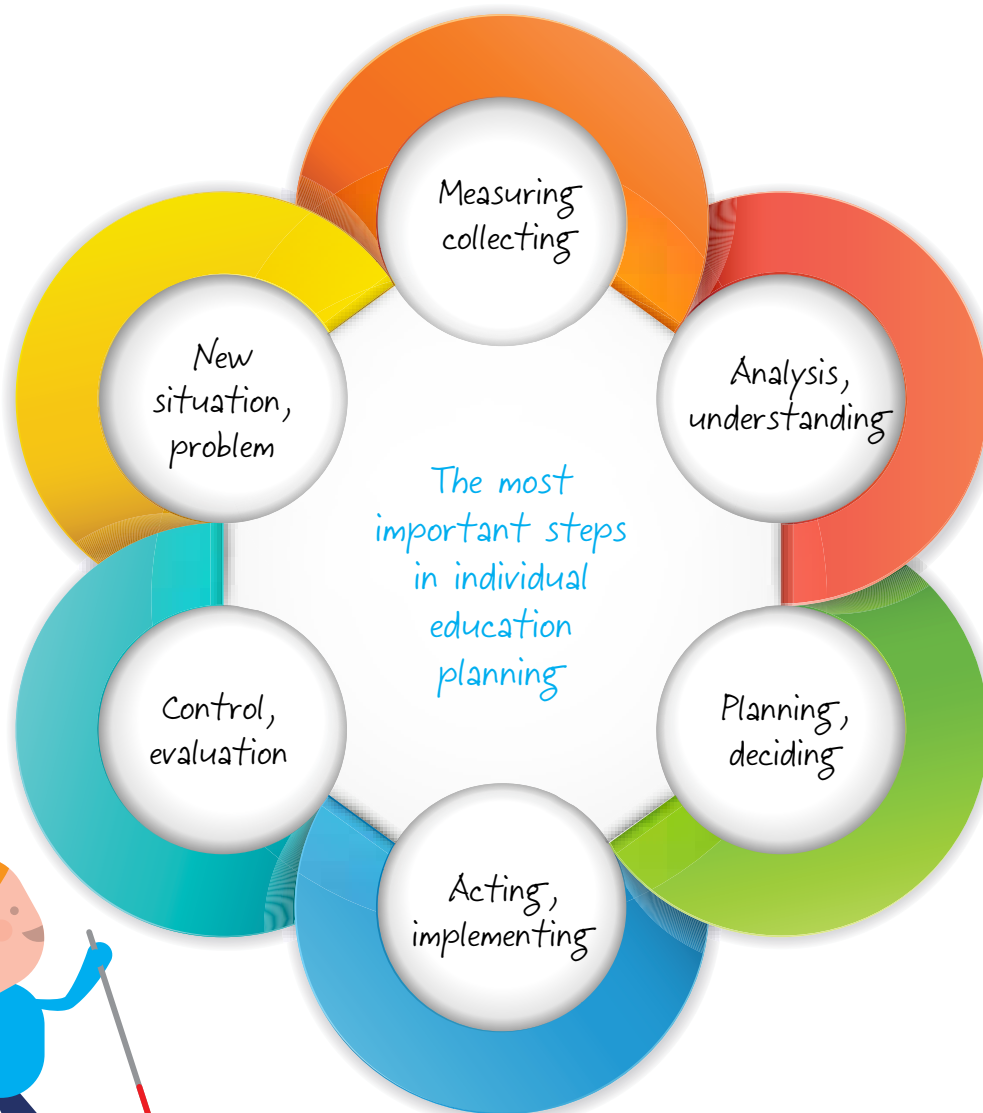 Measuring
collecting
Analysis,
understanding
Planning,
deciding
Acting,
implementing
Control,
evaluation
New
situation,
problem
The most
important steps
in individual
education
planning